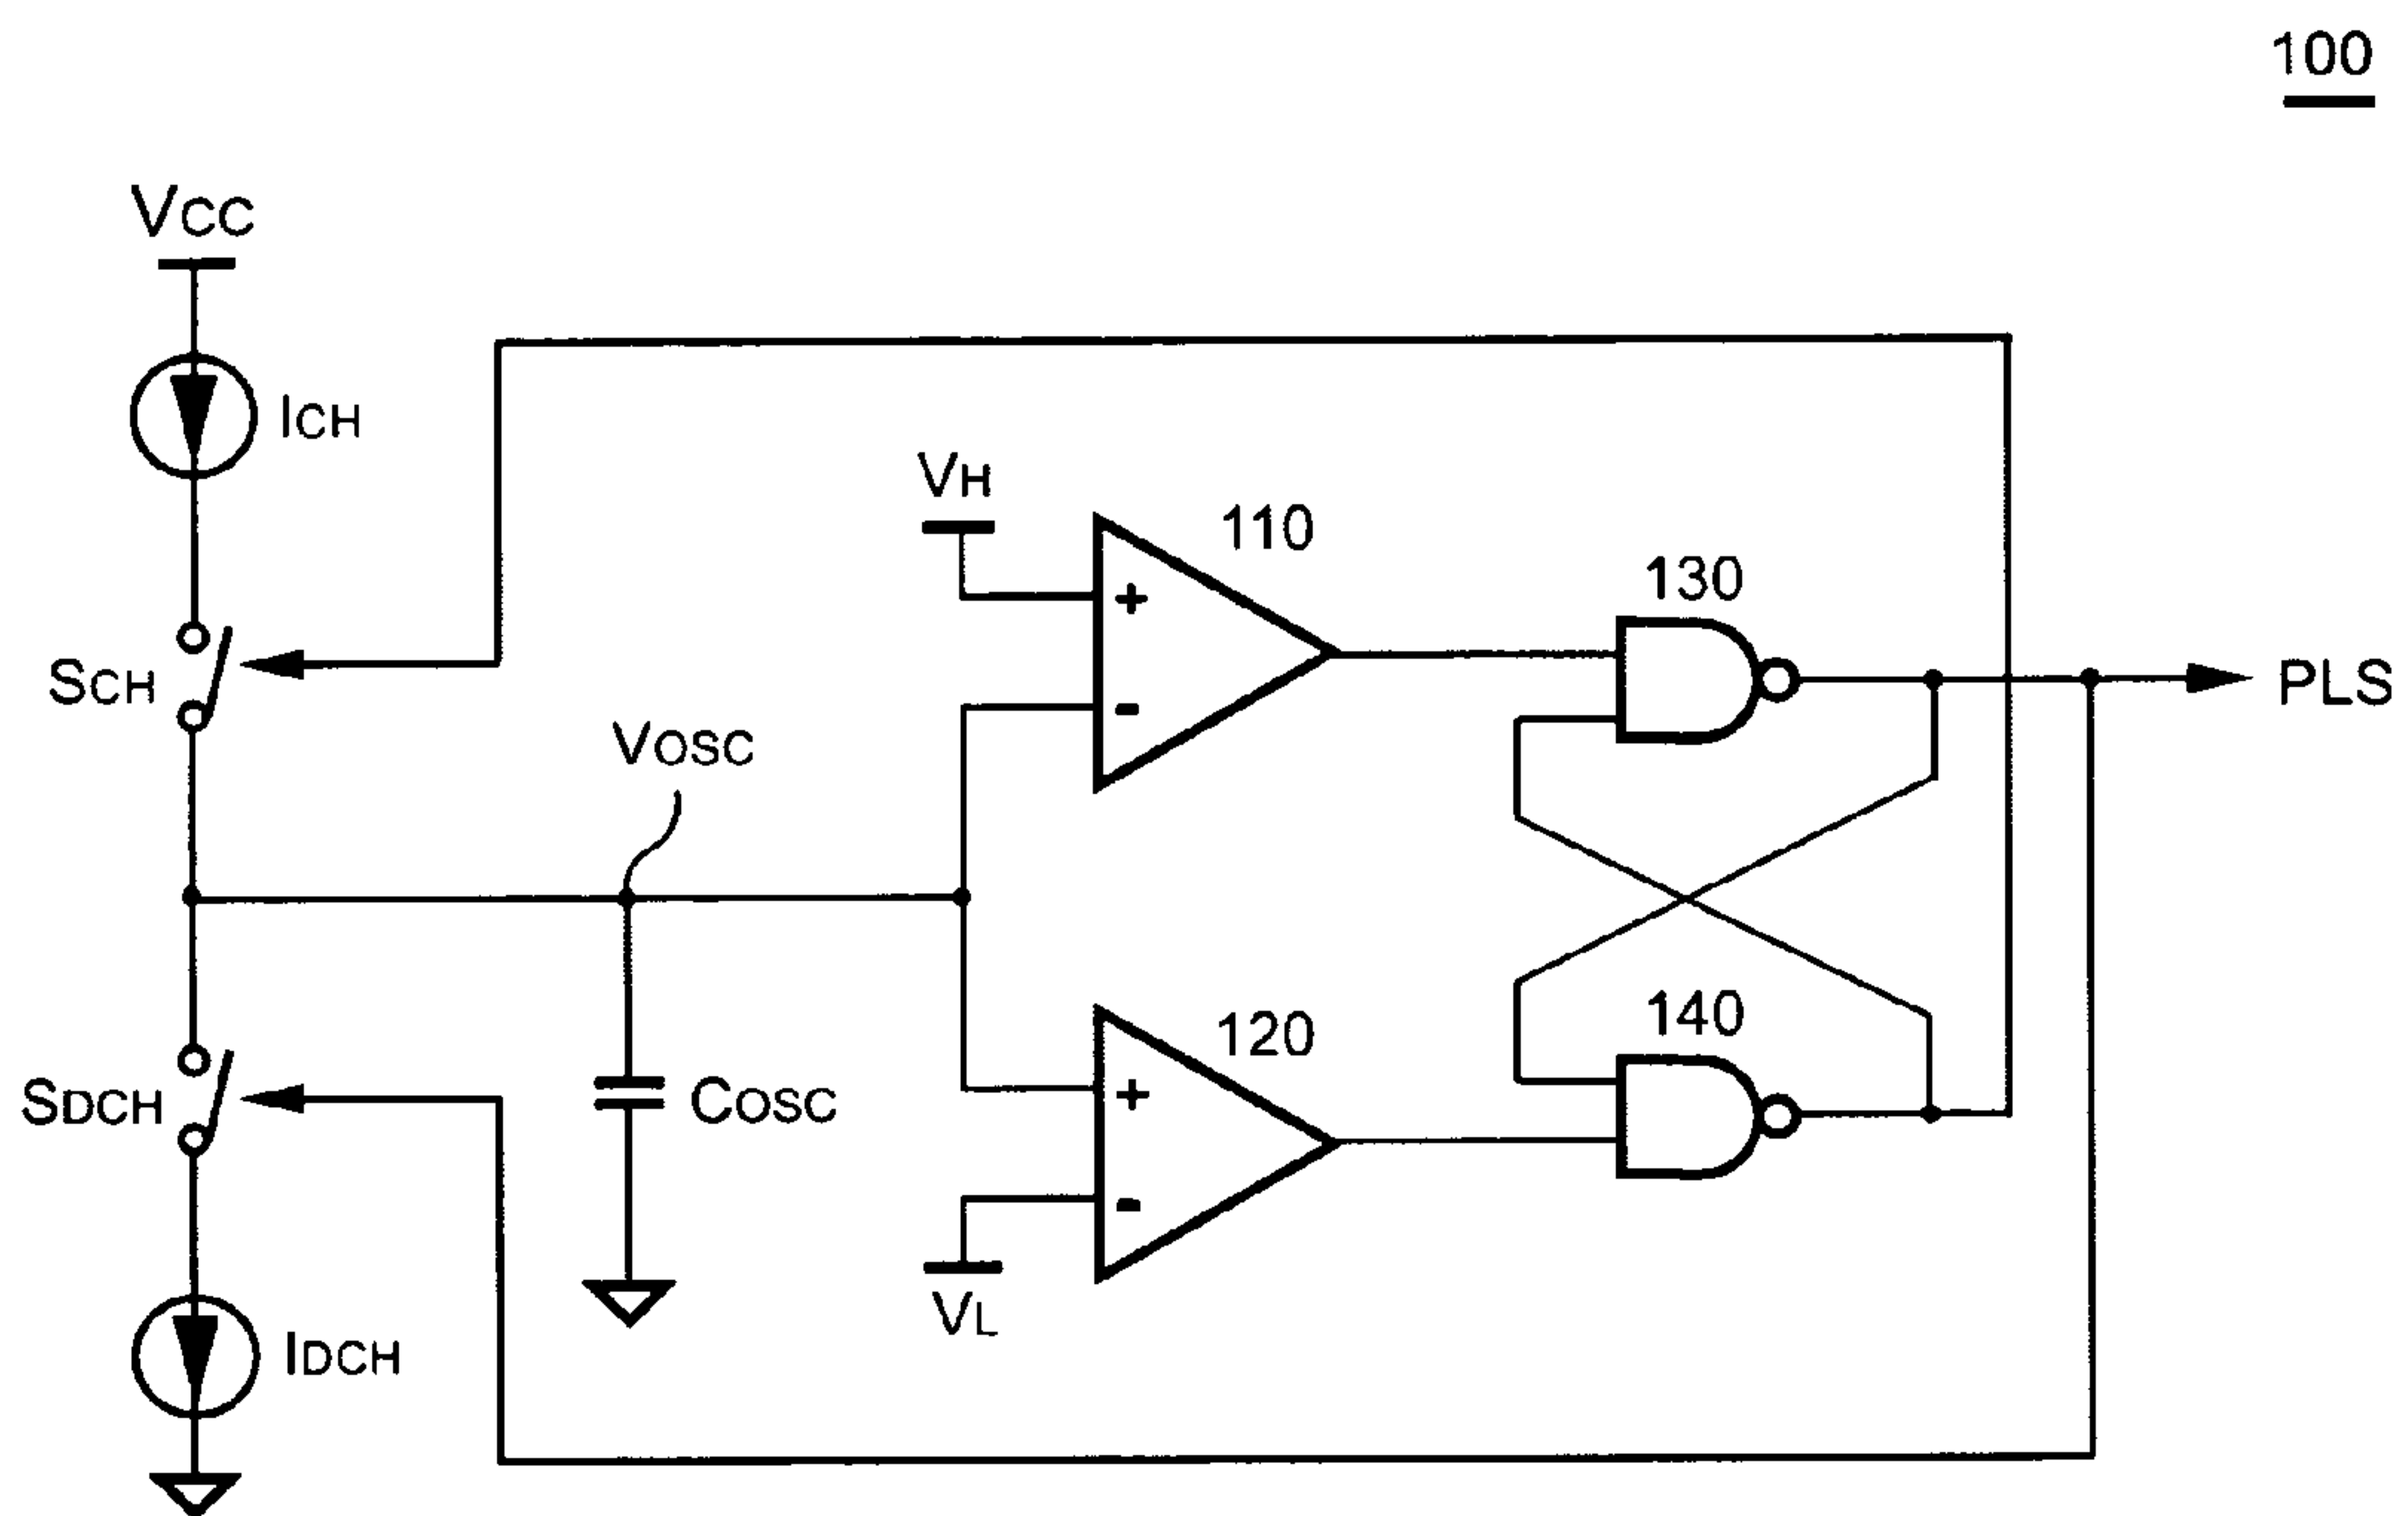 100
VCC
ICH
VH
110
130
SCH
PLS
VOSC
+
-
140
120
SDCH
COSC
+
-
VL
IDCH